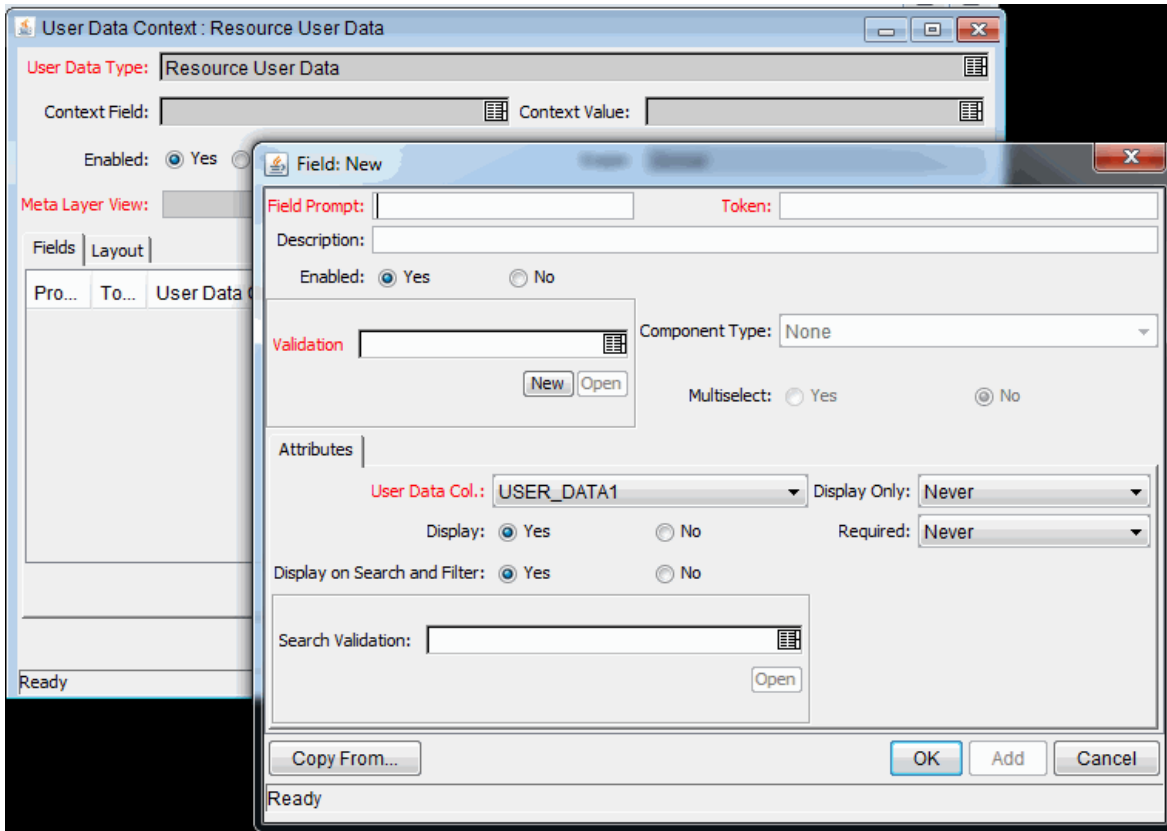 User Data Context : Resource User Data
User Data Type: Resource User Data
Context Field: Context Value:
Enabled: Yes
Meta Layer View:
Fields Layout
Pro... To... User Data
Ready
Field: New
Field Prompt: Token:
Description:
Enabled: Yes No
Validation
Component Type: None
New Open
Multiselect: Yes No
Attributes
User Data Col.: USER_DATA1 Display Only: Never
Display: Yes No Required: Never
Display on Search and Filter: Yes No
Search Validation:
Open
Copy From... OK Add Cancel
Ready